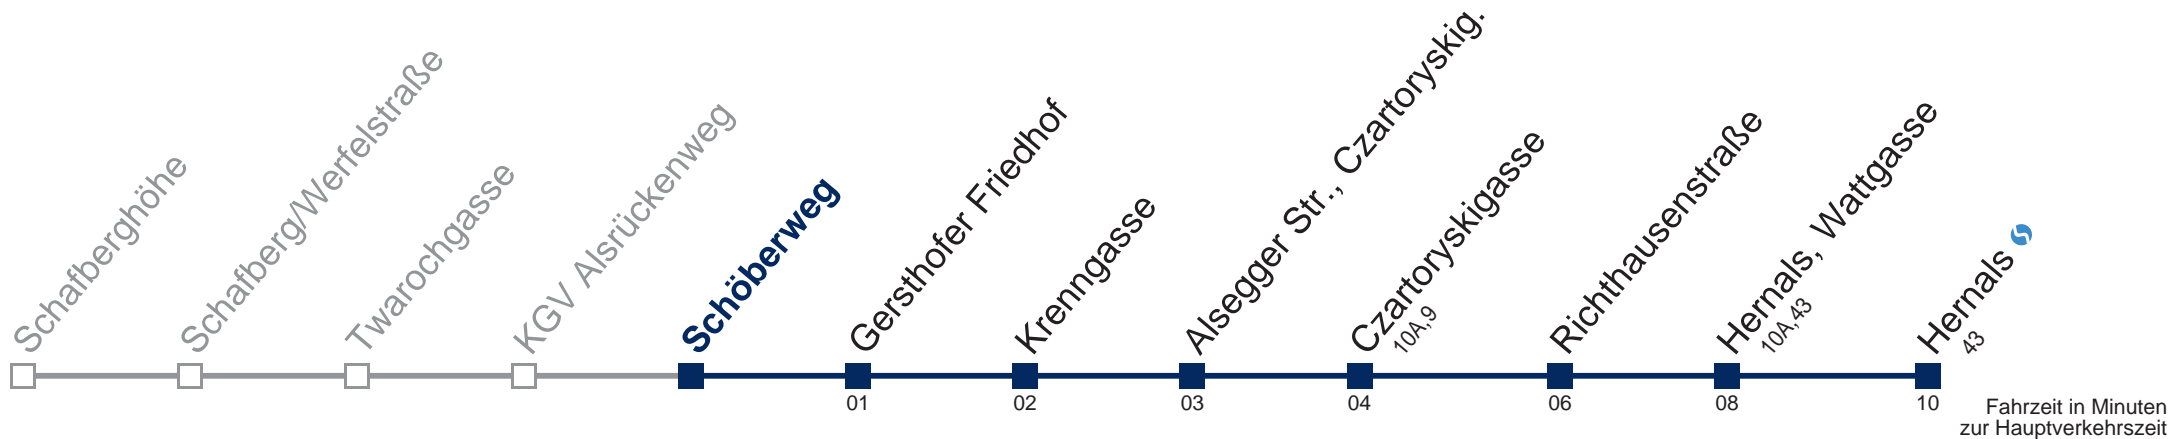 Schafberghöhe
Schafberg/Werfelstraße
Twarochgasse
KGV Alsrückenweg
Schöberweg
Gersthofer Friedhof
Krenngasse
Alsegger Str., Czartoryskig.
Czartoryskigasse
10A,9
Richthausenstraße
Hernals, Wattgasse
10A,43
Hernals
43
01
02
03
04
06
08
10
Fahrzeit in Minuten
zur Hauptverkehrszeit